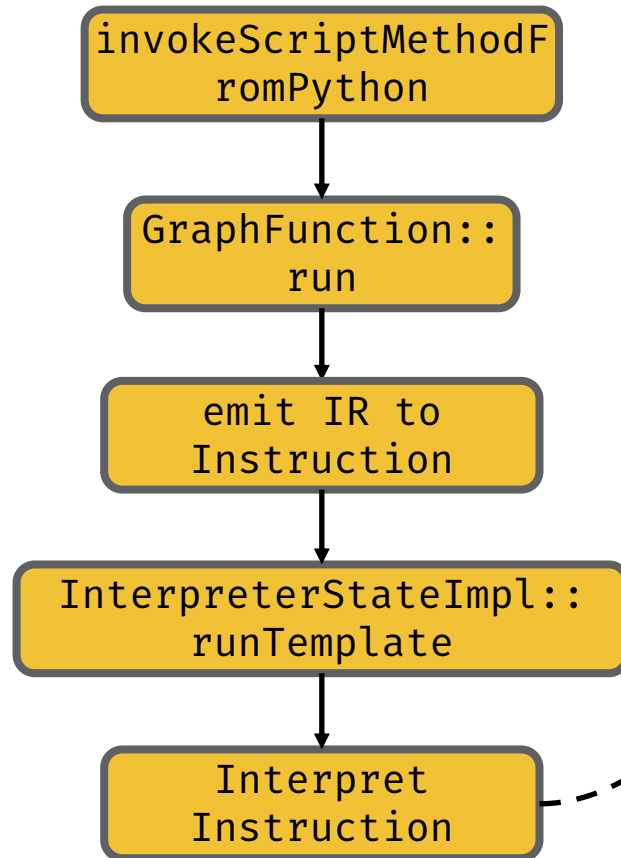 invokeScriptMethodF
romPython
GraphFunction::
run
emit IR to
Instruction
InterpreterStateImpl::
runTemplate
Interpret
Instruction